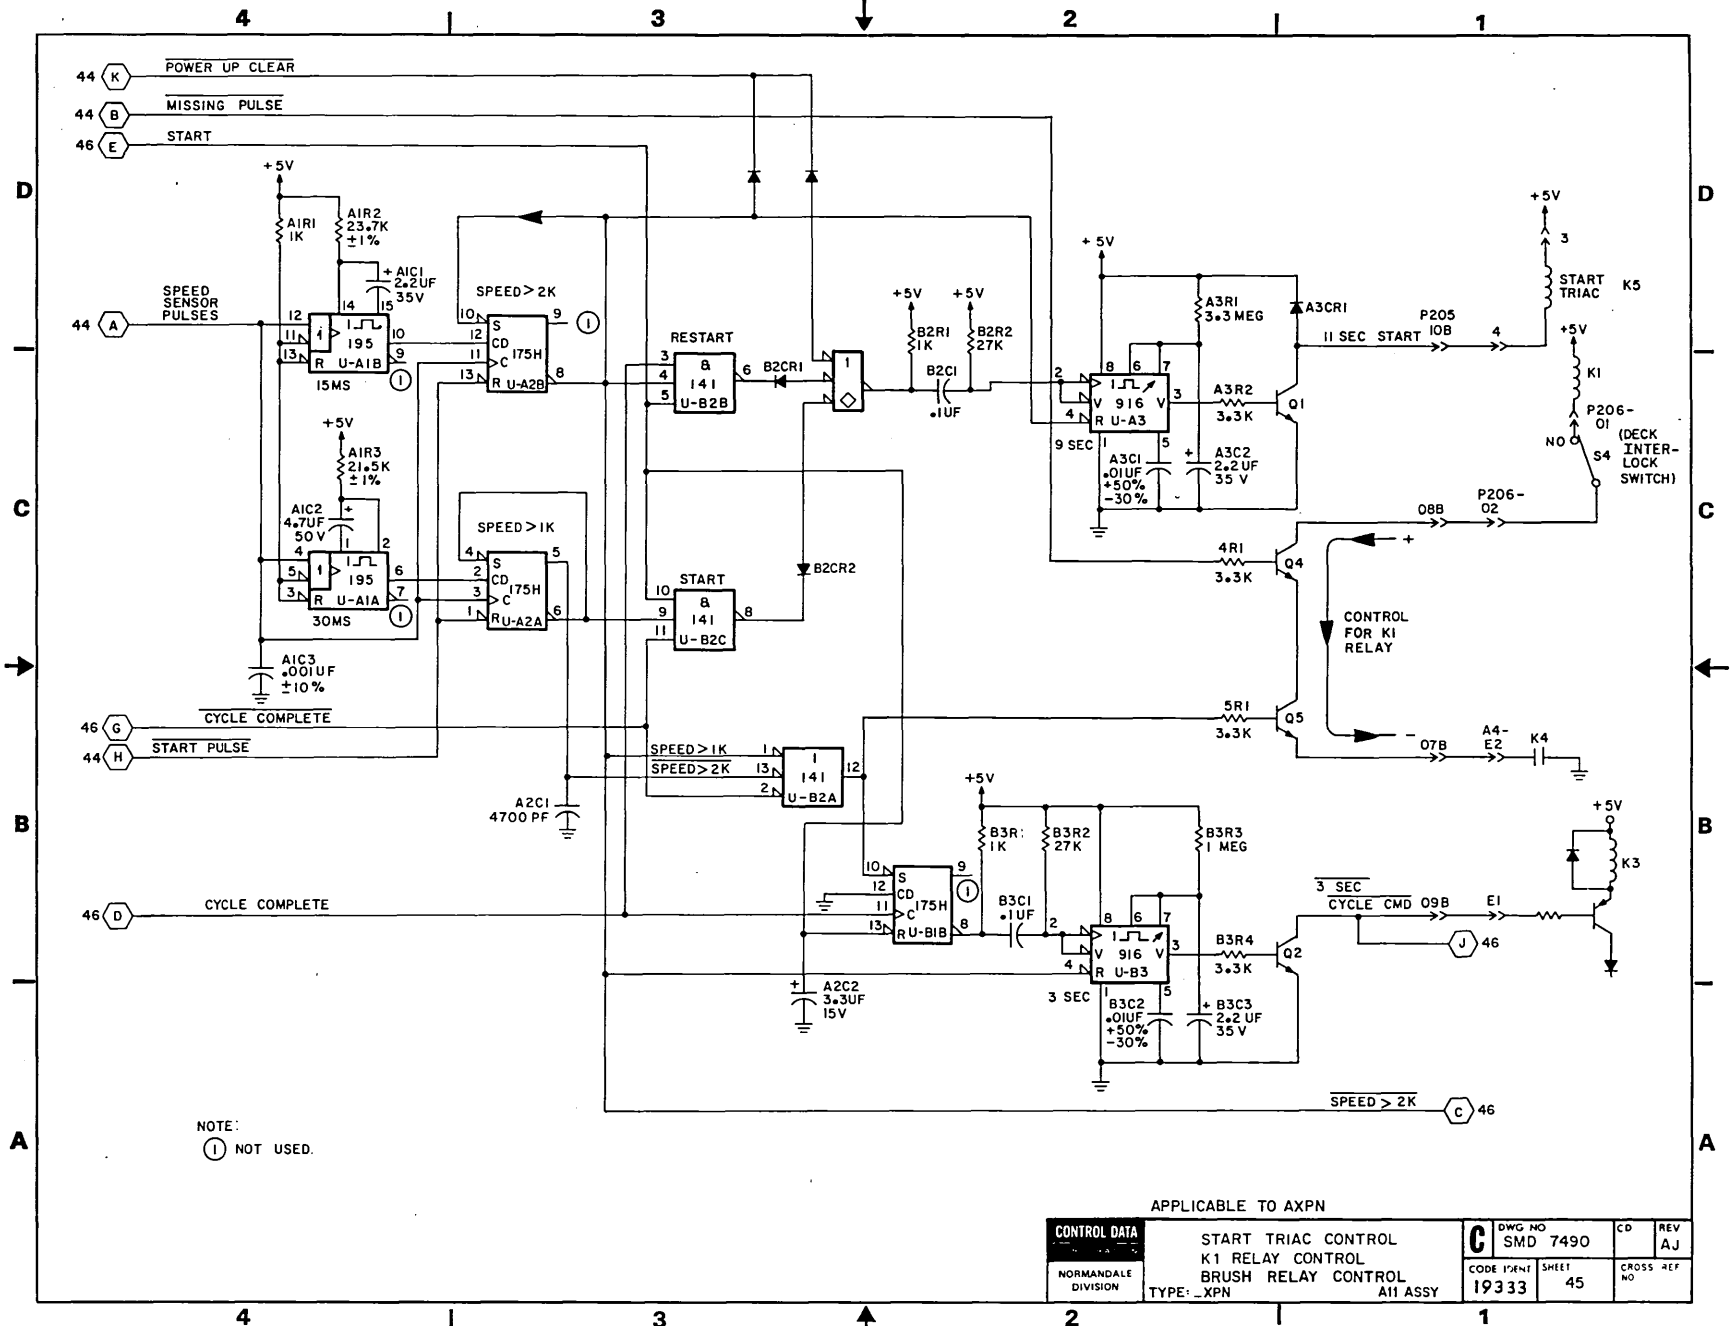 4 3 2 1
44 K POWER UP CLEAR
44 B MISSING PULSE
46 E START
D
D
+5V
A1R1
1K
A1R2
23.7K
±1%
+ A1C1
2.2UF
35V
SPEED
SENSOR
PULSES
44 A
12
11
13
14
15
10
9
1
195
R U-A1B
15MS
1
SPEED>2K
10
12
11
13
9
8
S
CD
C
R
175H
U-A2B
1
RESTART
3
4
5
&
141
U-B2B
6
B2CR1
1
+5V
B2R1
1K
+5V
B2R2
27K
B2C1
.1UF
+5V
A3R1
3.3 MEG
A3CR1
2
4
8
6
7
3
1
5
V
916
V
R U-A3
9 SEC
A3C1
.01UF
+50%
-30%
+ A3C2
2.2UF
35V
A3R2
3.3K
Q1
11 SEC START
P205
10B
4
+5V
3
START
TRIAC
K5
+5V
K1
P206-
01
NO
S4
(DECK
INTER-
LOCK
SWITCH)
C
C
+5V
A1R3
21.5K
±1%
A1C2
4.7UF
50V
+
1
2
4
5
3
6
7
1
195
R U-A1A
30MS
1
SPEED>1K
4
2
3
1
5
6
S
CD
C
R
175H
U-A2A
START
10
9
11
&
141
U-B2C
8
B2CR2
4R1
3.3K
Q4
08B
P206-
02
+
CONTROL
FOR K1
RELAY
A1C3
.001UF
±10%
46 G CYCLE COMPLETE
44 H START PULSE
SPEED>1K
SPEED>2K
1
13
2
1
141
U-B2A
12
5R1
3.3K
Q5
-
07B
A4-
E2
K4
B
B
A2C1
4700 PF
+5V
B3R1
1K
B3R2
27K
B3R3
1 MEG
+5V
K3
10
12
11
13
9
8
S
CD
C
R
175H
U-B1B
1
B3C1
.1UF
2
4
8
6
7
3
1
5
V
916
V
R U-B3
3 SEC
B3R4
3.3K
Q2
3 SEC
CYCLE CMD 09B
E1
J 46
46 D CYCLE COMPLETE
+ A2C2
3.3UF
15V
B3C2
.01UF
+50%
-30%
+ B3C3
2.2UF
35V
SPEED > 2K
C 46
A
A
NOTE:
1 NOT USED.
APPLICABLE TO AXPN
CONTROL DATA
NORMANDALE
DIVISION
START TRIAC CONTROL
K1 RELAY CONTROL
BRUSH RELAY CONTROL
TYPE: _XPN A11 ASSY
C
DWG NO
SMD 7490
CD
REV
AJ
CODE IDENT
19333
SHEET
45
CROSS REF
NO
4 3 2 1